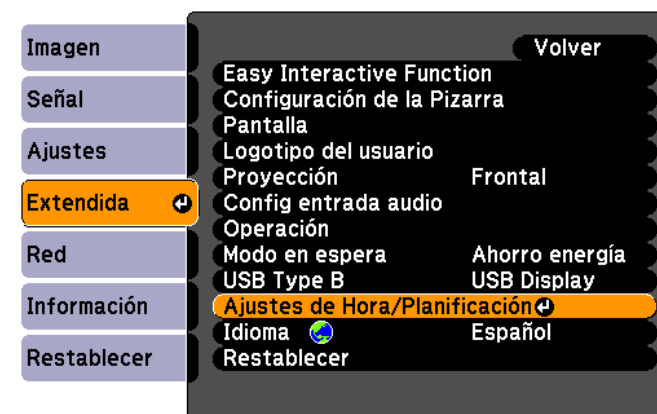 Imagen
Señal
Ajustes
Extendida
Red
Información
Restablecer
Volver
Easy Interactive Function
Configuración de la Pizarra
Pantalla
Logotipo del usuario
Proyección Frontal
Config entrada audio
Operación
Modo en espera Ahorro energía
USB Type B USB Display
Ajustes de Hora/Planificación
Idioma Español
Restablecer